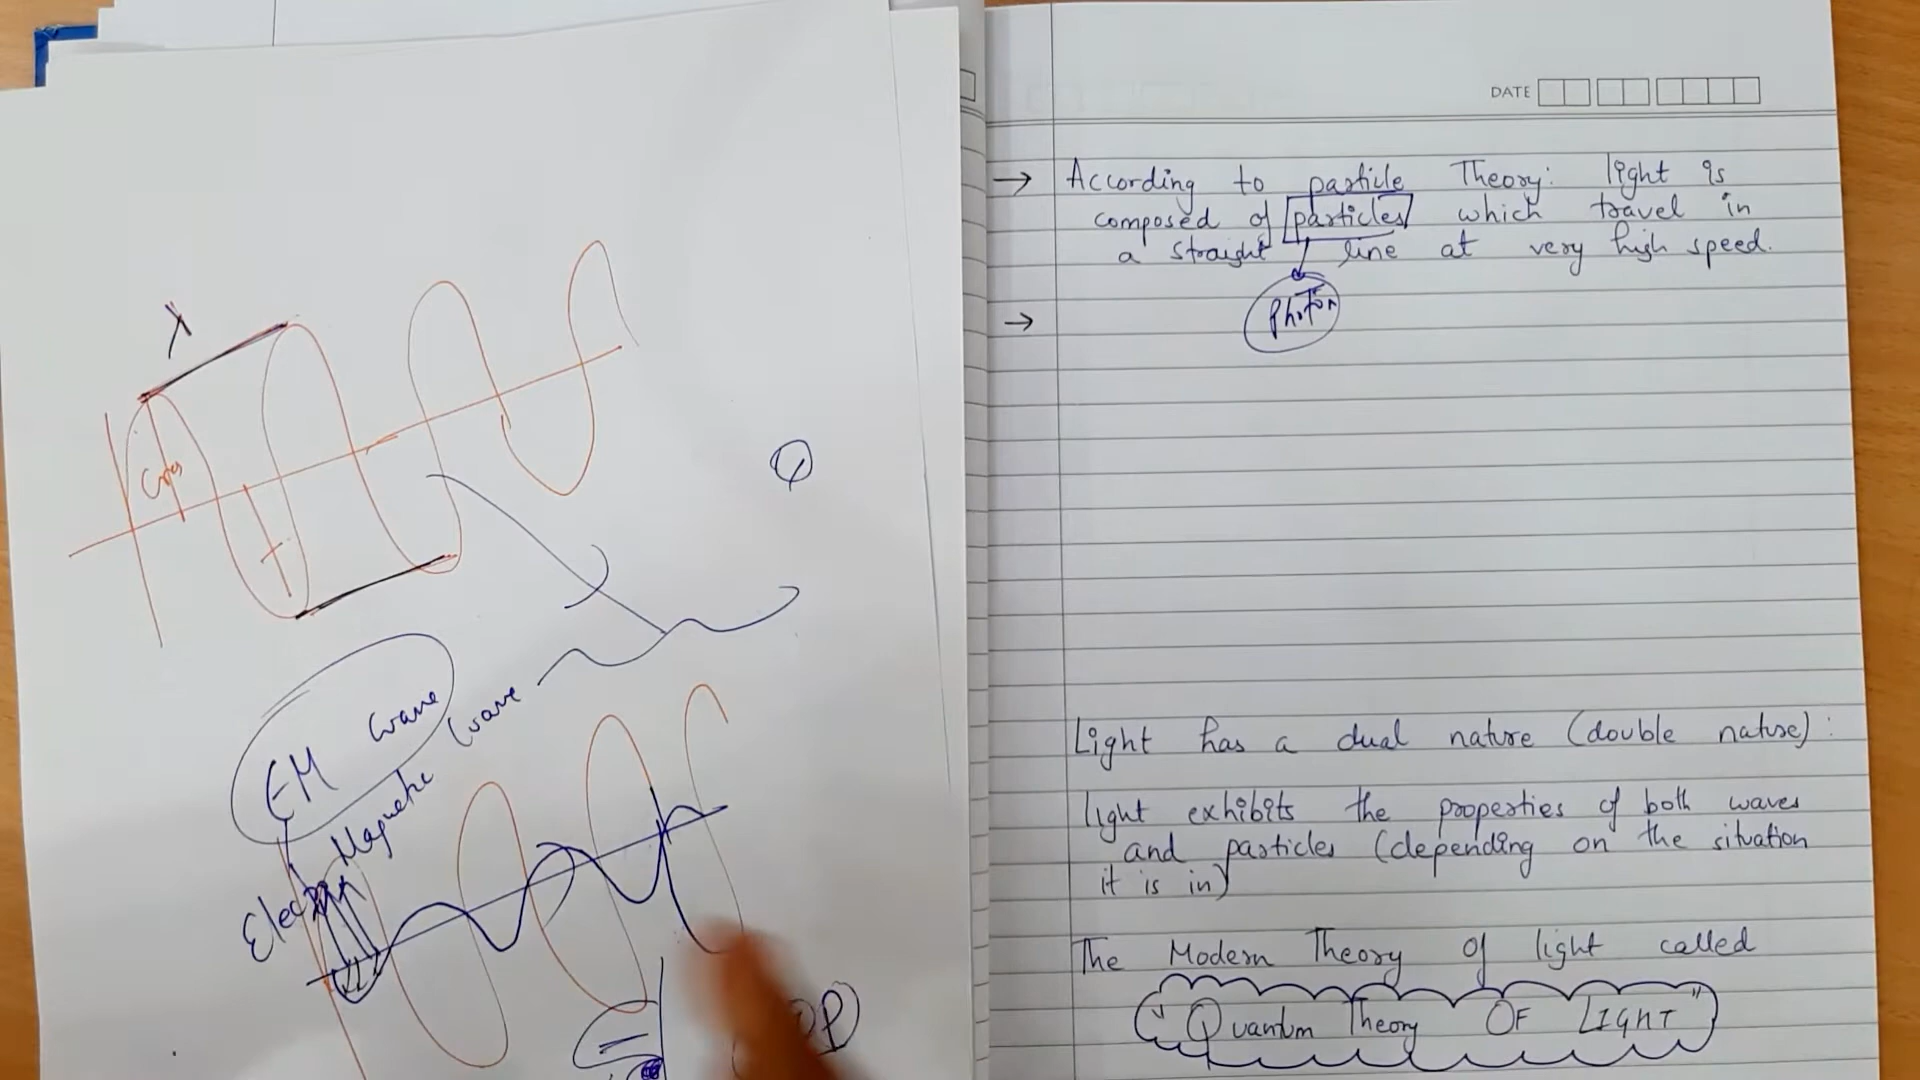 λ
EM wave
Electro Magnetic wave
DATE
→ According to particle Theory: light is
composed of particles which travel in
a straight line at very high speed.
Photon
→
Light has a dual nature (double nature):
light exhibits the properties of both waves
and particles (depending on the situation
it is in)
The Modern Theory of light called
"Quantum Theory OF LIGHT"